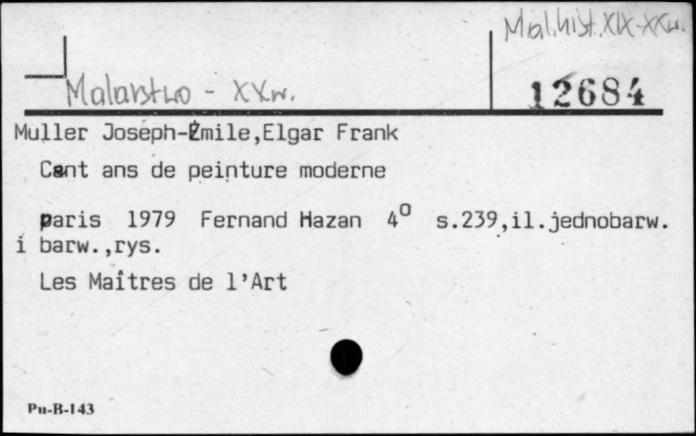 Mal.hist.XIX-XXw.
Malarstwo - XXw.
12684
Muller Joseph-Émile,Elgar Frank
Cent ans de peinture moderne
paris 1979 Fernand Hazan 4° s.239,il.jednobarw.
i barw.,rys.
Les Maîtres de l'Art
Pu-B-143